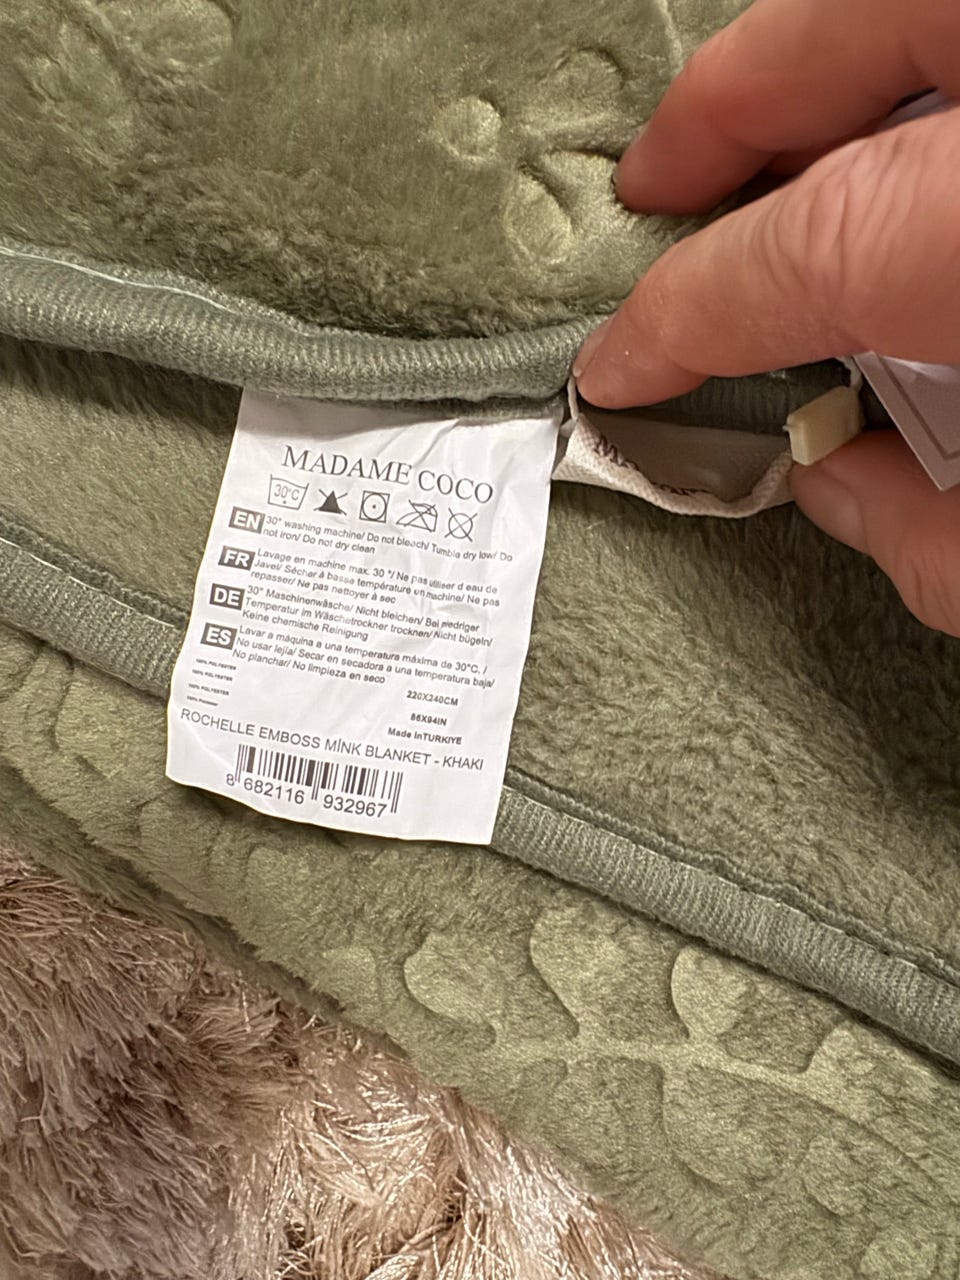 MADAME COCO
30°C
EN 30° washing machine/ Do not bleach/ Tumble dry low/ Do
not Iron/ Do not dry clean
FR Lavage en machine max. 30 °/ Ne pas utiliser d eau de
Javel/ Sécher à basse température en machine/ Ne pas
repasser/ Ne pas nettoyer à sec
DE 30° Maschinenwäsche/ Nicht bleichen/ Bei niedriger
Temperatur im Wäschetrockner trocknen/ Nicht bügeln/
Keine chemische Reinigung
ES Lavar a máquina a una temperatura máxima de 30°C. /
No usar lejía/ Secar en secadora a una temperatura baja/
No planchar/ No limpieza en seco
100% POLYESTER
100% POLYESTER
100% POLYESTER
100% Poliester
220X240CM
86X94IN
Made inTURKIYE
ROCHELLE EMBOSS MİNK BLANKET - KHAKI
8 682116 932967